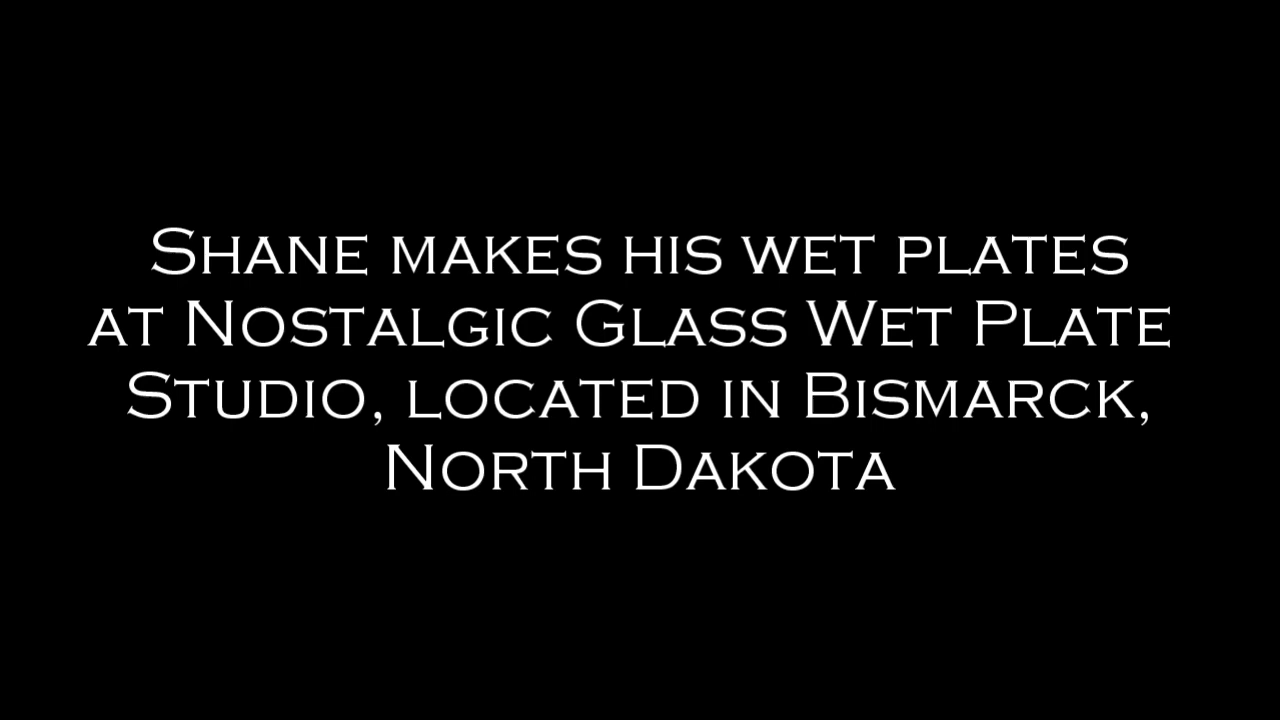 Shane makes his wet plates
at Nostalgic Glass Wet Plate
Studio, located in Bismarck,
North Dakota